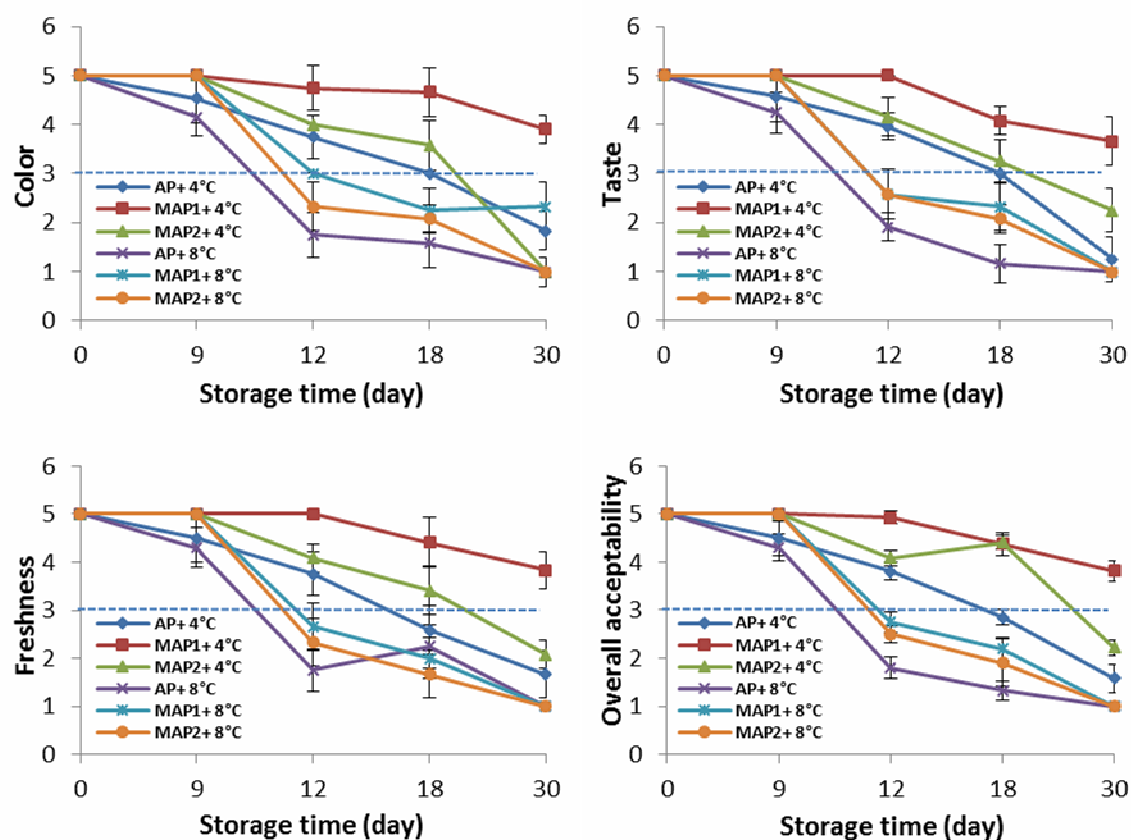 6
5
4
3
2
1
0
Color
AP+ 4°C
MAP1+ 4°C
MAP2+ 4°C
AP+ 8°C
MAP1+ 8°C
MAP2+ 8°C
0 9 12 18 30
Storage time (day)
6
5
4
3
2
1
0
Taste
AP+ 4°C
MAP1+ 4°C
MAP2+ 4°C
AP+ 8°C
MAP1+ 8°C
MAP2+ 8°C
0 9 12 18 30
Storage time (day)
6
5
4
3
2
1
0
Freshness
AP+ 4°C
MAP1+ 4°C
MAP2+ 4°C
AP+ 8°C
MAP1+ 8°C
MAP2+ 8°C
0 9 12 18 30
Storage time (day)
6
5
4
3
2
1
0
Overall acceptability
AP+ 4°C
MAP1+ 4°C
MAP2+ 4°C
AP+ 8°C
MAP1+ 8°C
MAP2+ 8°C
0 9 12 18 30
Storage time (day)